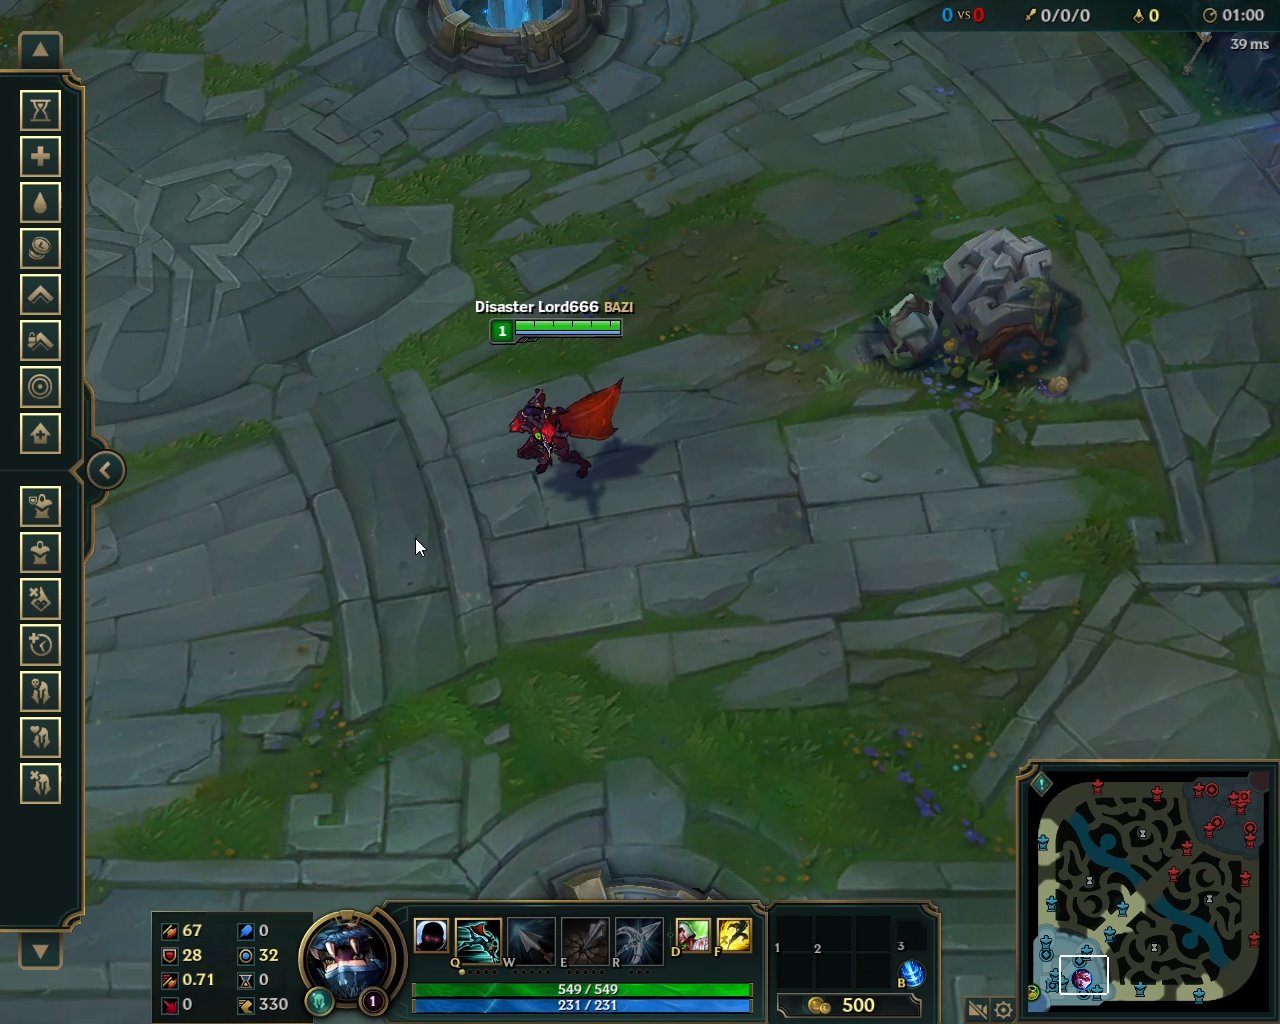 0 vs 0 0/0/0 0 01:00
39 ms
Disaster Lord666 BAZI
1
67 0
28 32
0.71 0
0 330
1
Q W E R D F
549 / 549
231 / 231
1 2 3
B
500